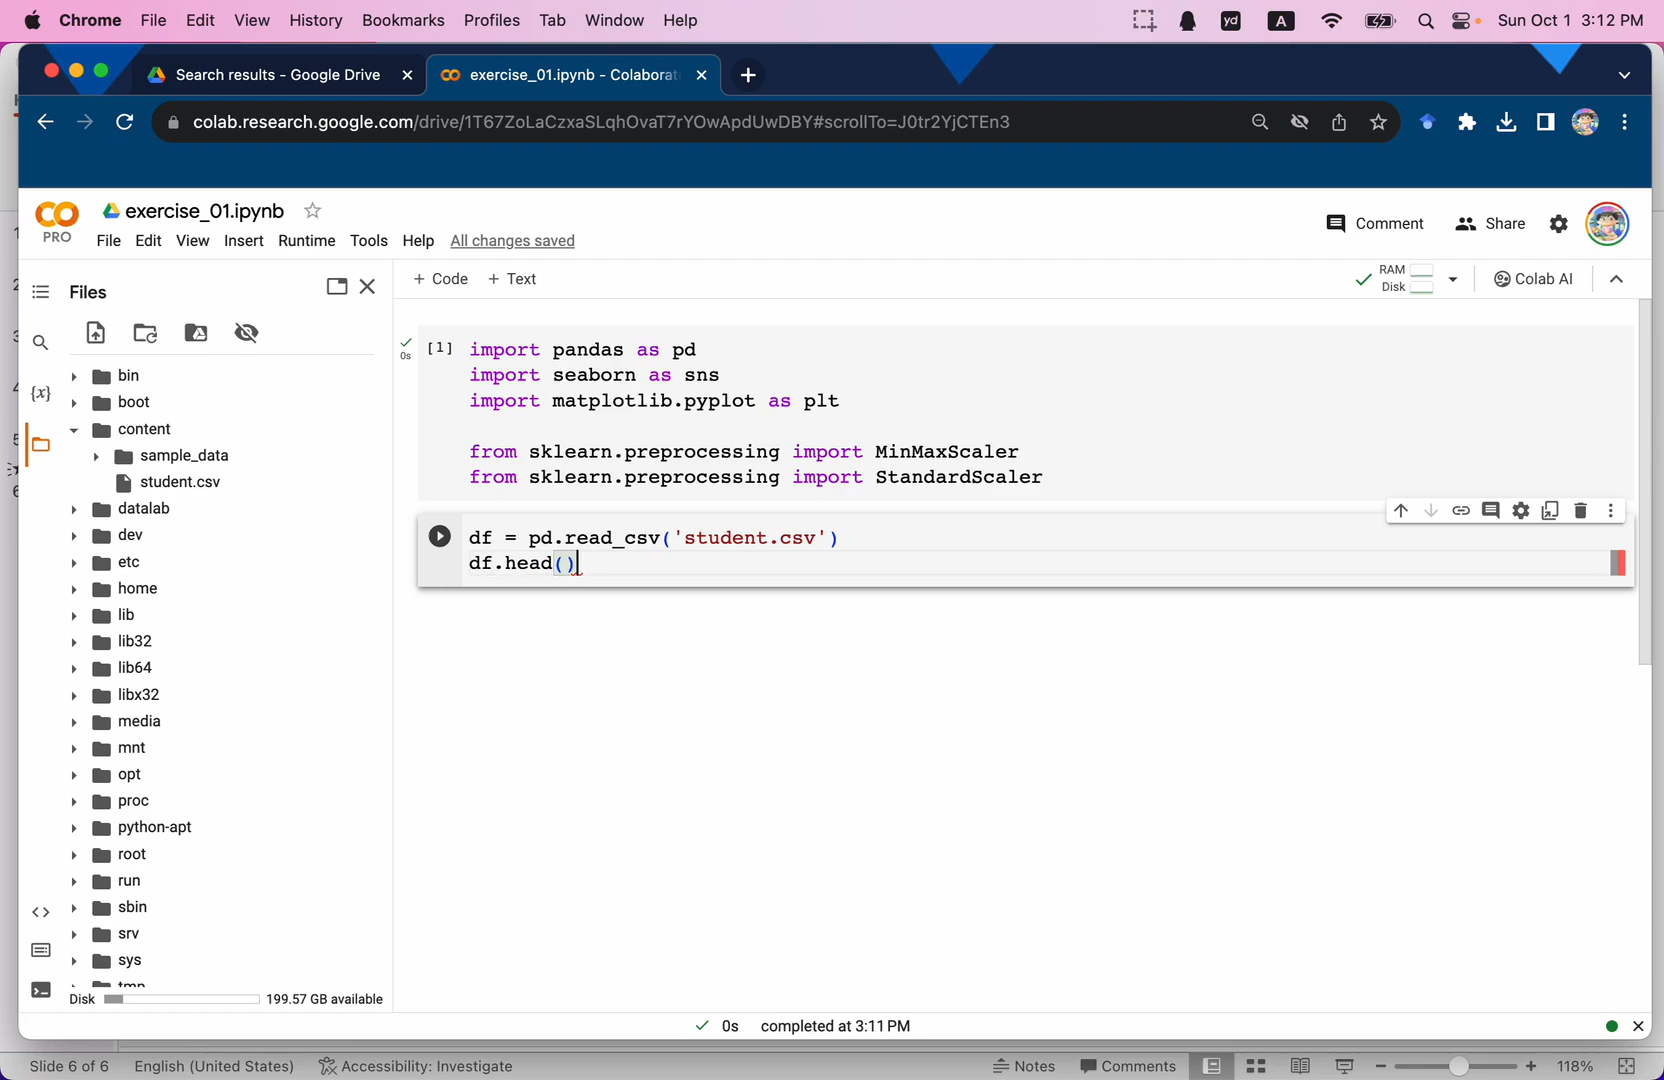 Chrome File Edit View History Bookmarks Profiles Tab Window Help yd A Sun Oct 1 3:12 PM
Search results - Google Drive exercise_01.ipynb - Colaborat
colab.research.google.com/drive/1T67ZoLaCzxaSLqhOvaT7rYOwApdUwDBY#scrollTo=J0tr2YjCTEn3
exercise_01.ipynb
PRO
File Edit View Insert Runtime Tools Help All changes saved
Comment Share
Files
+ Code + Text
RAM
Disk
Colab AI
bin
boot
content
sample_data
student.csv
datalab
dev
etc
home
lib
lib32
lib64
libx32
media
mnt
opt
proc
python-apt
root
run
sbin
srv
sys
tmp
Disk 199.57 GB available
{x}
0s
[1] import pandas as pd
import seaborn as sns
import matplotlib.pyplot as plt
from sklearn.preprocessing import MinMaxScaler
from sklearn.preprocessing import StandardScaler
df = pd.read_csv('student.csv')
df.head()
0s completed at 3:11 PM
Slide 6 of 6 English (United States) Accessibility: Investigate Notes Comments 118%